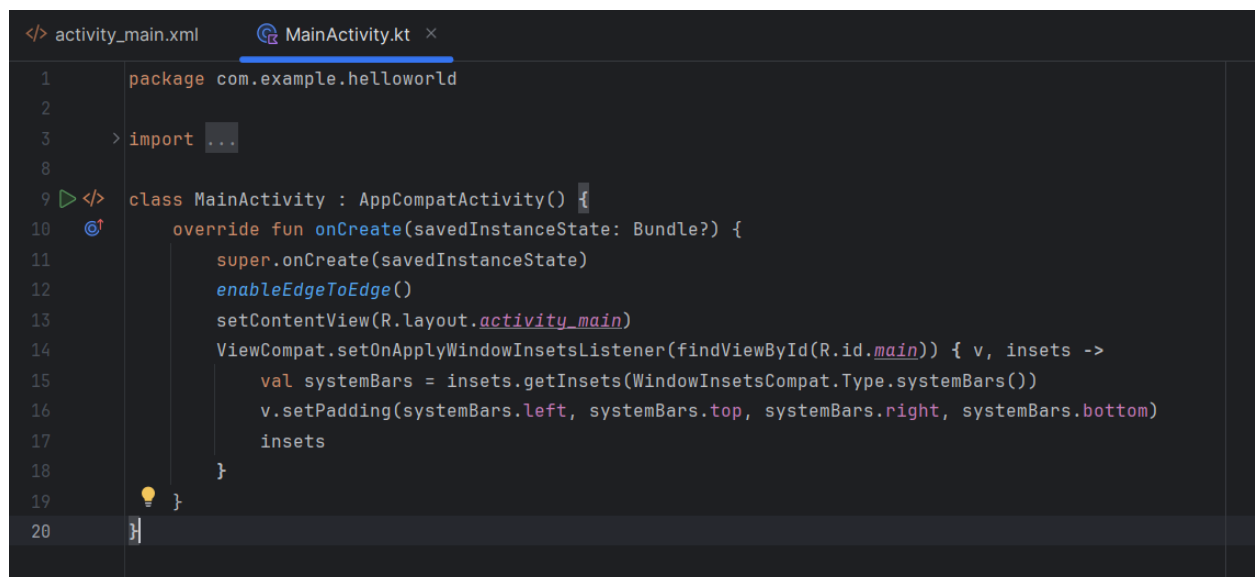 </> activity_main.xml MainActivity.kt ×
1 package com.example.helloworld
2
3 > import ...
8
9 </> class MainActivity : AppCompatActivity() {
10 override fun onCreate(savedInstanceState: Bundle?) {
11 super.onCreate(savedInstanceState)
12 enableEdgeToEdge()
13 setContentView(R.layout.activity_main)
14 ViewCompat.setOnApplyWindowInsetsListener(findViewById(R.id.main)) { v, insets ->
15 val systemBars = insets.getInsets(WindowInsetsCompat.Type.systemBars())
16 v.setPadding(systemBars.left, systemBars.top, systemBars.right, systemBars.bottom)
17 insets
18 }
19 }
20 }